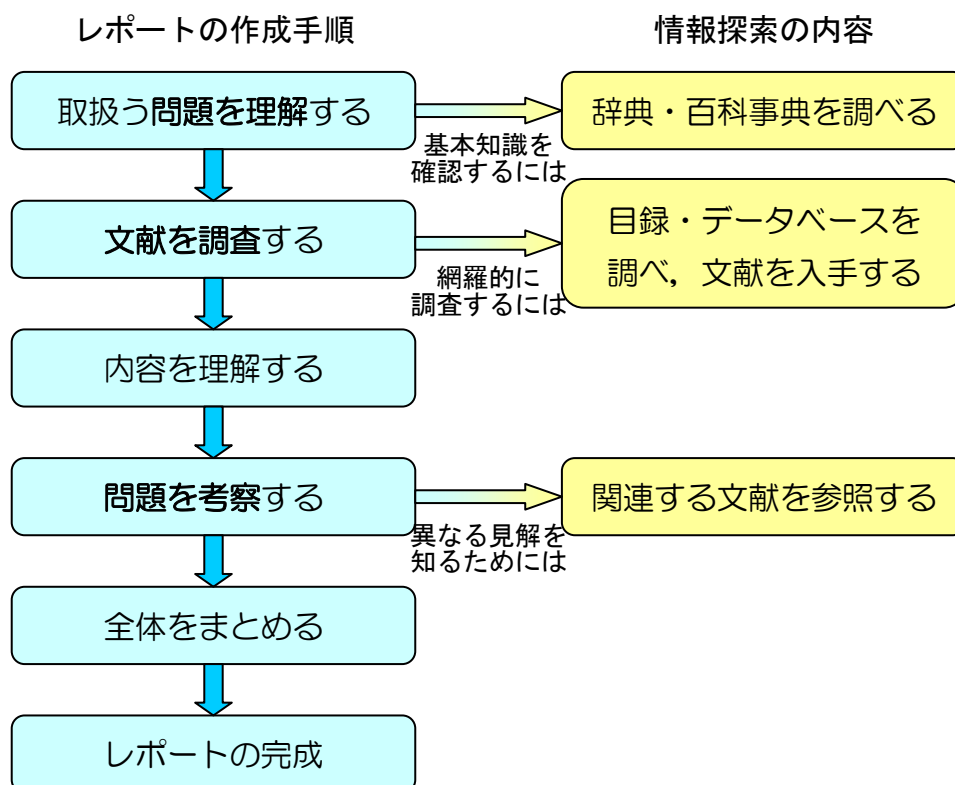 レポートの作成手順
情報探索の内容
取扱う問題を理解する
辞典・百科事典を調べる
基本知識を
確認するには
文献を調査する
目録・データベースを
調べ，文献を入手する
網羅的に
調査するには
内容を理解する
問題を考察する
関連する文献を参照する
異なる見解を
知るためには
全体をまとめる
レポートの完成